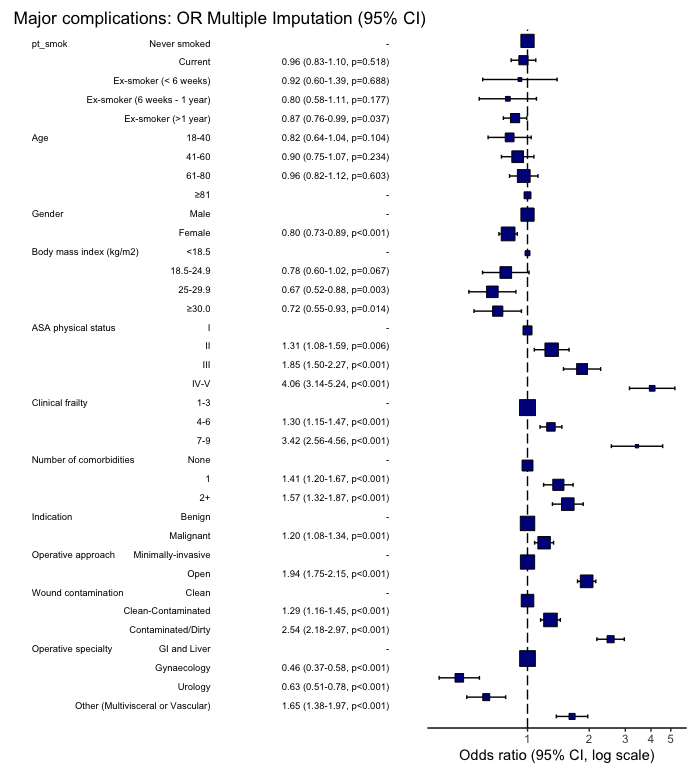 Major complications: OR Multiple Imputation (95% CI)
pt_smok Never smoked -
Current 0.96 (0.83-1.10, p=0.518)
Ex-smoker (< 6 weeks) 0.92 (0.60-1.39, p=0.688)
Ex-smoker (6 weeks - 1 year) 0.80 (0.58-1.11, p=0.177)
Ex-smoker (>1 year) 0.87 (0.76-0.99, p=0.037)
Age 18-40 0.82 (0.64-1.04, p=0.104)
41-60 0.90 (0.75-1.07, p=0.234)
61-80 0.96 (0.82-1.12, p=0.603)
≥81 -
Gender Male -
Female 0.80 (0.73-0.89, p<0.001)
Body mass index (kg/m2) <18.5 -
18.5-24.9 0.78 (0.60-1.02, p=0.067)
25-29.9 0.67 (0.52-0.88, p=0.003)
≥30.0 0.72 (0.55-0.93, p=0.014)
ASA physical status I -
II 1.31 (1.08-1.59, p=0.006)
III 1.85 (1.50-2.27, p<0.001)
IV-V 4.06 (3.14-5.24, p<0.001)
Clinical frailty 1-3 -
4-6 1.30 (1.15-1.47, p<0.001)
7-9 3.42 (2.56-4.56, p<0.001)
Number of comorbidities None -
1 1.41 (1.20-1.67, p<0.001)
2+ 1.57 (1.32-1.87, p<0.001)
Indication Benign -
Malignant 1.20 (1.08-1.34, p=0.001)
Operative approach Minimally-invasive -
Open 1.94 (1.75-2.15, p<0.001)
Wound contamination Clean -
Clean-Contaminated 1.29 (1.16-1.45, p<0.001)
Contaminated/Dirty 2.54 (2.18-2.97, p<0.001)
Operative specialty GI and Liver -
Gynaecology 0.46 (0.37-0.58, p<0.001)
Urology 0.63 (0.51-0.78, p<0.001)
Other (Multivisceral or Vascular) 1.65 (1.38-1.97, p<0.001)
1 2 3 4 5
Odds ratio (95% CI, log scale)